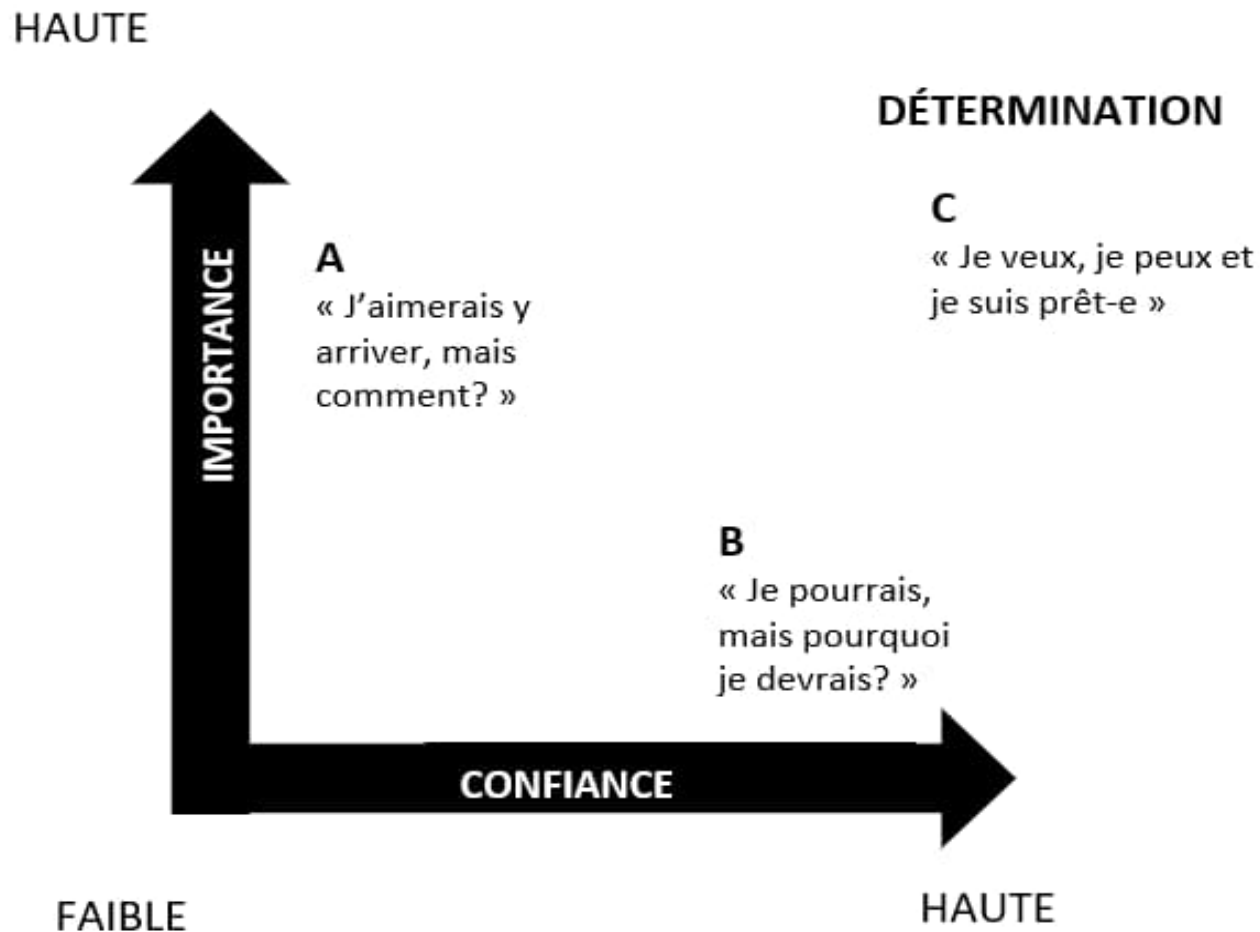 HAUTE
DÉTERMINATION
C
« Je veux, je peux et
je suis prêt-e »
A
« J’aimerais y
arriver, mais
comment? »
IMPORTANCE
B
« Je pourrais,
mais pourquoi
je devrais? »
CONFIANCE
FAIBLE
HAUTE